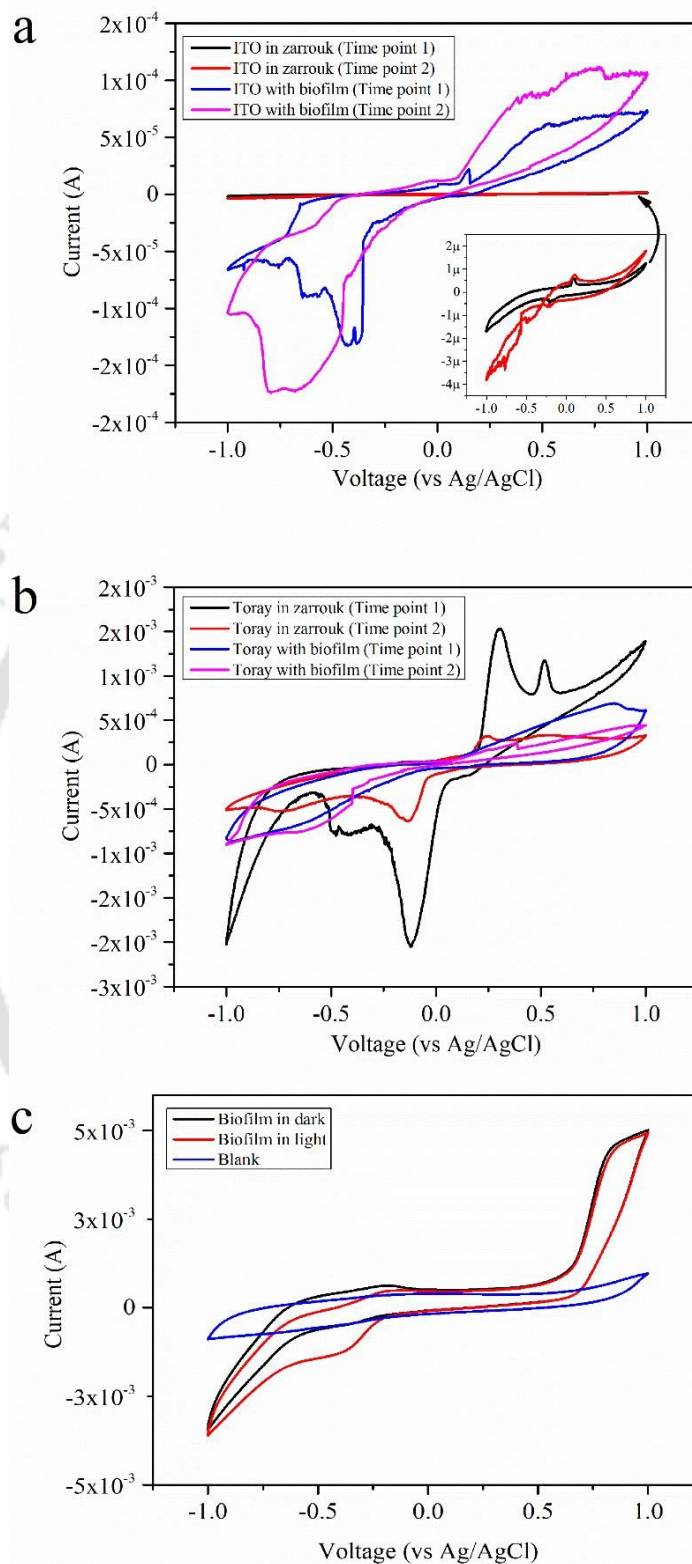 a
2x10⁻⁴
1x10⁻⁴
5x10⁻⁵
0
-5x10⁻⁵
-1x10⁻⁴
-2x10⁻⁴
-2x10⁻⁴
Current (A)
ITO in zarrouk (Time point 1)
ITO in zarrouk (Time point 2)
ITO with biofilm (Time point 1)
ITO with biofilm (Time point 2)
2μ
1μ
0
-1μ
-2μ
-3μ
-4μ
-1.0 -0.5 0.0 0.5 1.0
-1.0 -0.5 0.0 0.5 1.0
Voltage (vs Ag/AgCl)
b
2x10⁻³
2x10⁻³
1x10⁻³
5x10⁻⁴
0
-5x10⁻⁴
-1x10⁻³
-2x10⁻³
-2x10⁻³
-3x10⁻³
Current (A)
Toray in zarrouk (Time point 1)
Toray in zarrouk (Time point 2)
Toray with biofilm (Time point 1)
Toray with biofilm (Time point 2)
-1.0 -0.5 0.0 0.5 1.0
Voltage (vs Ag/AgCl)
c
5x10⁻³
3x10⁻³
0
-3x10⁻³
-5x10⁻³
Current (A)
Biofilm in dark
Biofilm in light
Blank
-1.0 -0.5 0.0 0.5 1.0
Voltage (vs Ag/AgCl)